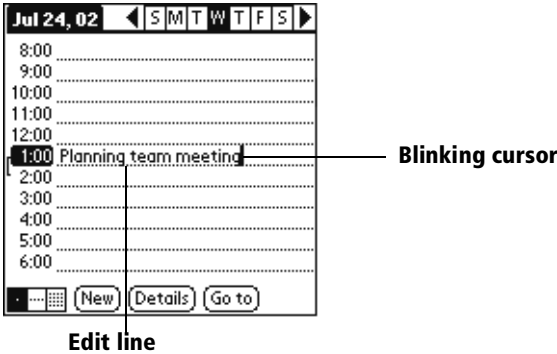 Jul 24, 02 S M T W T F S
8:00
9:00
10:00
11:00
12:00
1:00 Planning team meeting
Blinking cursor
2:00
3:00
4:00
5:00
6:00
New Details Go to
Edit line